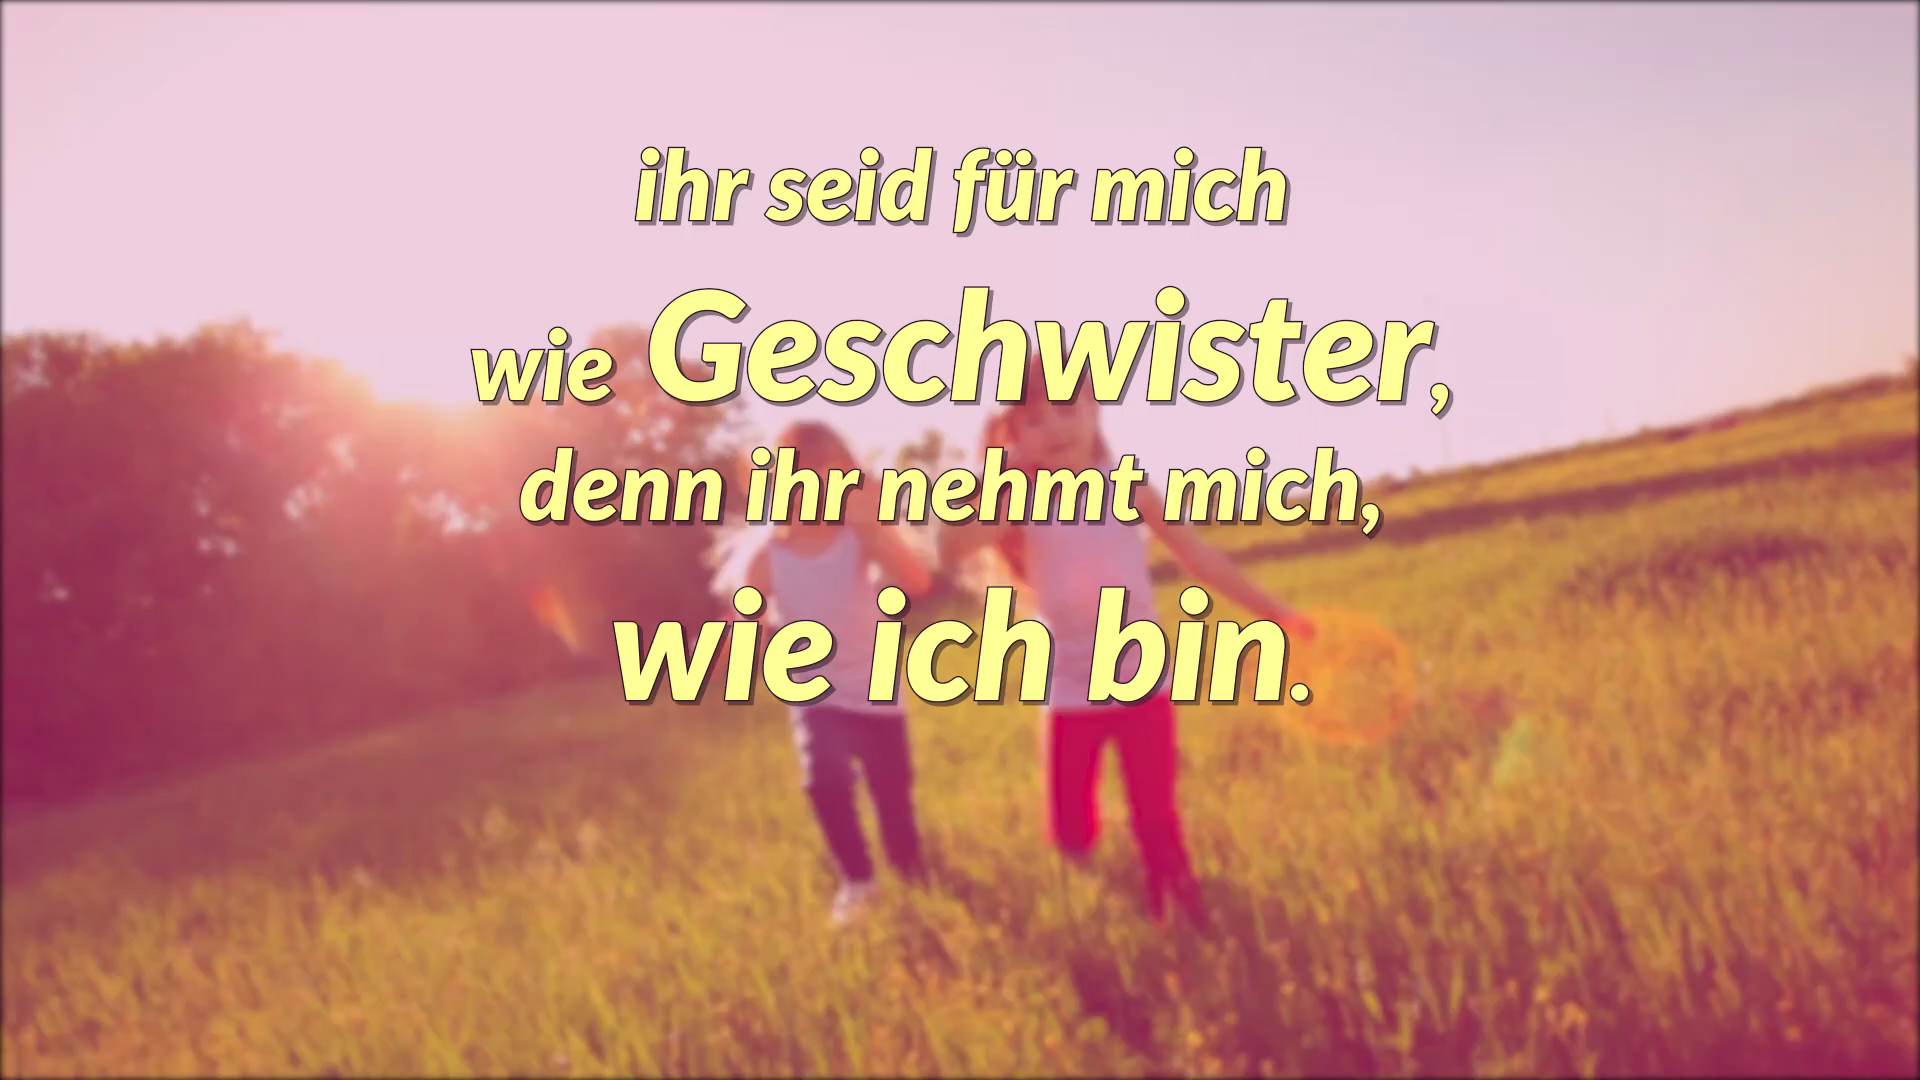 ihr seid für mich
wie Geschwister,
denn ihr nehmt mich,
wie ich bin.